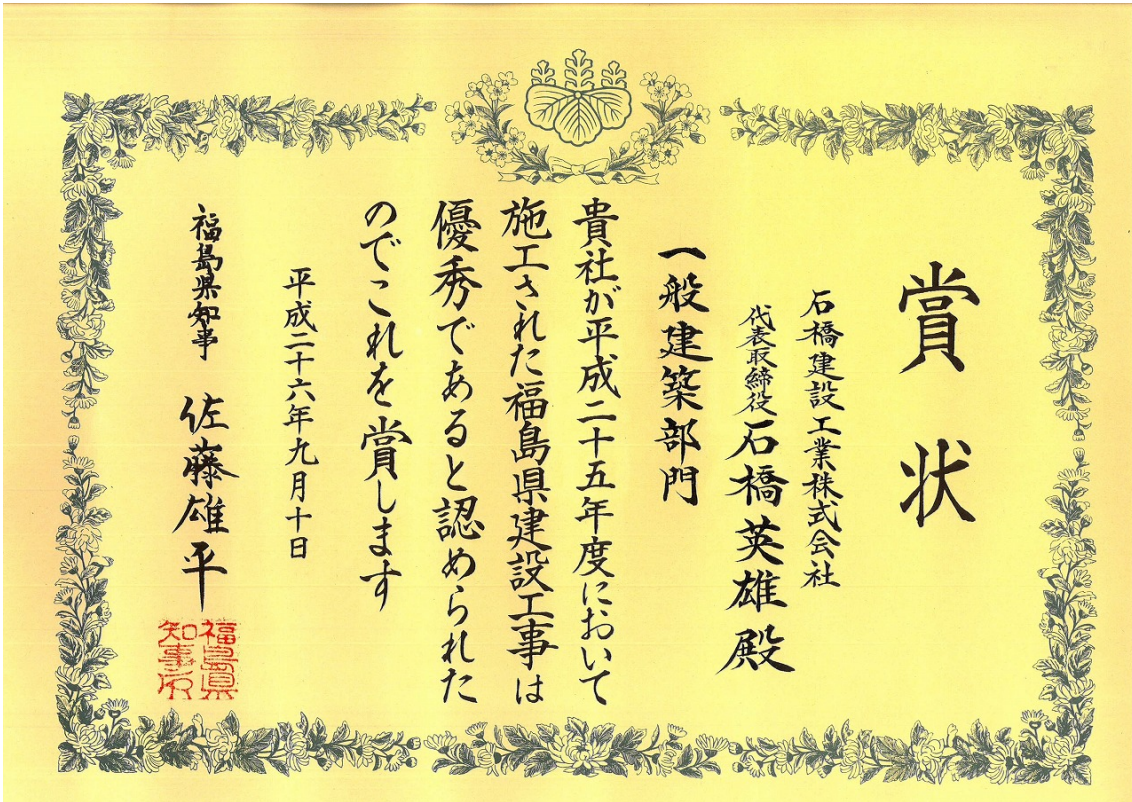 賞状
石橋建設工業株式会社
代表取締役 石橋英雄殿
一般建築部門
貴社が平成二十五年度において
施工された福島県建設工事は
優秀であると認められた
のでこれを賞します
平成二十六年九月十日
福島県知事 佐藤雄平
福島県
知事之印